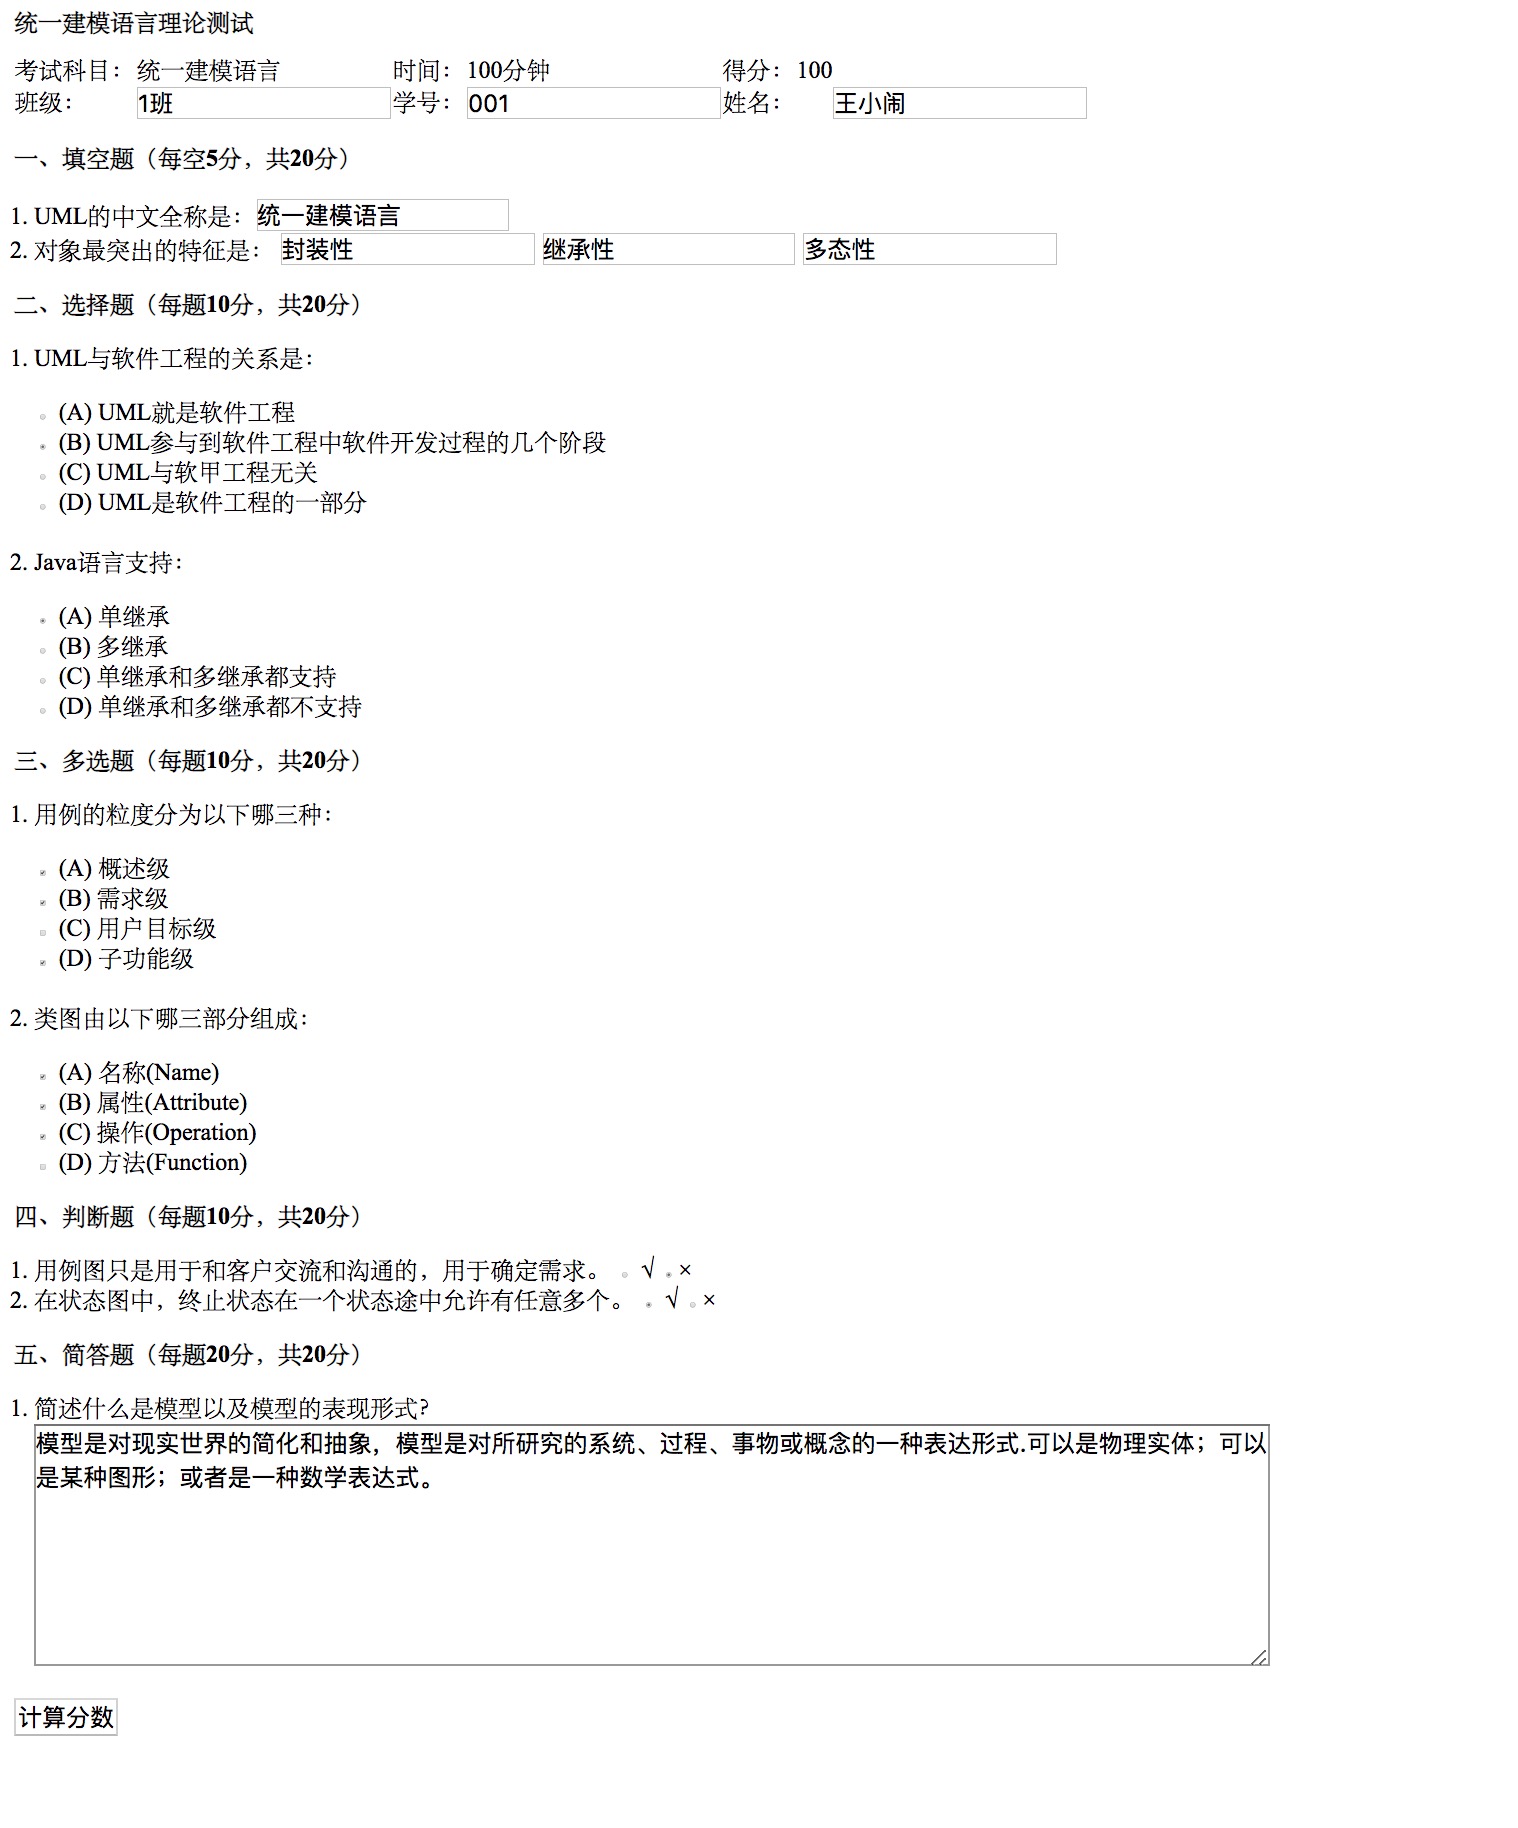 统一建模语言理论测试
考试科目： 统一建模语言 时间： 100分钟 得分： 100
班级： 1班 学号： 001 姓名： 王小闹
一、填空题（每空5分，共20分）
1. UML的中文全称是： 统一建模语言
2. 对象最突出的特征是： 封装性 继承性 多态性
二、选择题（每题10分，共20分）
1. UML与软件工程的关系是：
(A) UML就是软件工程
(B) UML参与到软件工程中软件开发过程的几个阶段
(C) UML与软甲工程无关
(D) UML是软件工程的一部分
2. Java语言支持：
(A) 单继承
(B) 多继承
(C) 单继承和多继承都支持
(D) 单继承和多继承都不支持
三、多选题（每题10分，共20分）
1. 用例的粒度分为以下哪三种：
(A) 概述级
(B) 需求级
(C) 用户目标级
(D) 子功能级
2. 类图由以下哪三部分组成：
(A) 名称(Name)
(B) 属性(Attribute)
(C) 操作(Operation)
(D) 方法(Function)
四、判断题（每题10分，共20分）
1. 用例图只是用于和客户交流和沟通的，用于确定需求。 √ ×
2. 在状态图中，终止状态在一个状态途中允许有任意多个。 √ ×
五、简答题（每题20分，共20分）
1. 简述什么是模型以及模型的表现形式?
模型是对现实世界的简化和抽象，模型是对所研究的系统、过程、事物或概念的一种表达形式.可以是物理实体；可以
是某种图形；或者是一种数学表达式。
计算分数